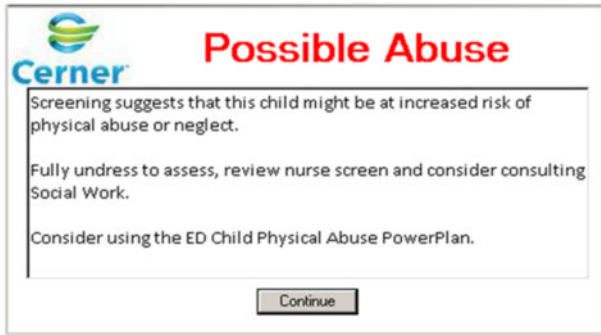 Possible Abuse
Cerner
Screening suggests that this child might be at increased risk of
physical abuse or neglect.
Fully undress to assess, review nurse screen and consider consulting
Social Work.
Consider using the ED Child Physical Abuse PowerPlan.
Continue